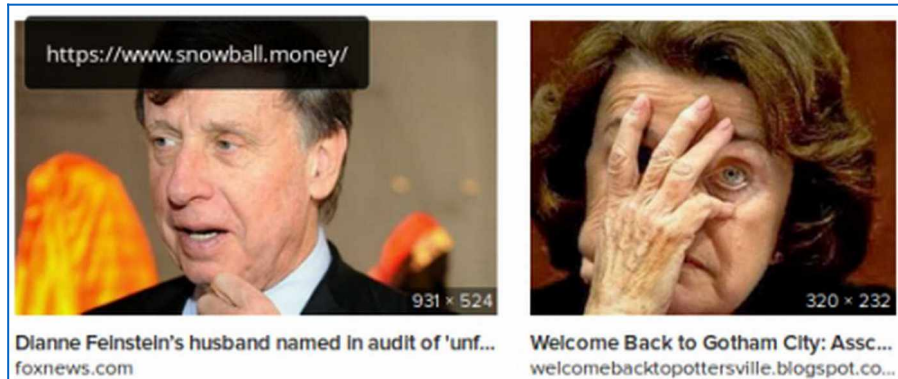 https://www.snowball.money/
931 × 524
320 × 232
Dianne Feinstein's husband named in audit of 'unf...
Welcome Back to Gotham City: Assc...
foxnews.com
welcomebacktopottersville.blogspot.co...